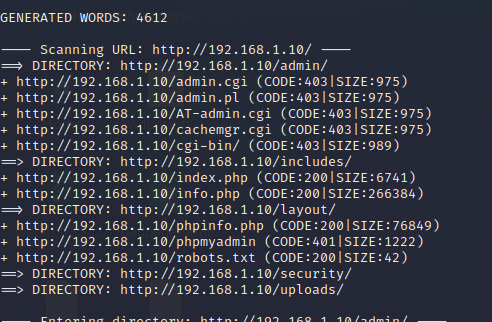 GENERATED WORDS: 4612
---- Scanning URL: http://192.168.1.10/ ----
==> DIRECTORY: http://192.168.1.10/admin/
+ http://192.168.1.10/admin.cgi (CODE:403|SIZE:975)
+ http://192.168.1.10/admin.pl (CODE:403|SIZE:975)
+ http://192.168.1.10/AT-admin.cgi (CODE:403|SIZE:975)
+ http://192.168.1.10/cachemgr.cgi (CODE:403|SIZE:975)
+ http://192.168.1.10/cgi-bin/ (CODE:403|SIZE:989)
==> DIRECTORY: http://192.168.1.10/includes/
+ http://192.168.1.10/index.php (CODE:200|SIZE:6741)
+ http://192.168.1.10/info.php (CODE:200|SIZE:266384)
==> DIRECTORY: http://192.168.1.10/layout/
+ http://192.168.1.10/phpinfo.php (CODE:200|SIZE:76849)
+ http://192.168.1.10/phpmyadmin (CODE:401|SIZE:1222)
+ http://192.168.1.10/robots.txt (CODE:200|SIZE:42)
==> DIRECTORY: http://192.168.1.10/security/
==> DIRECTORY: http://192.168.1.10/uploads/
---- Entering directory: http://192.168.1.10/admin/ ----